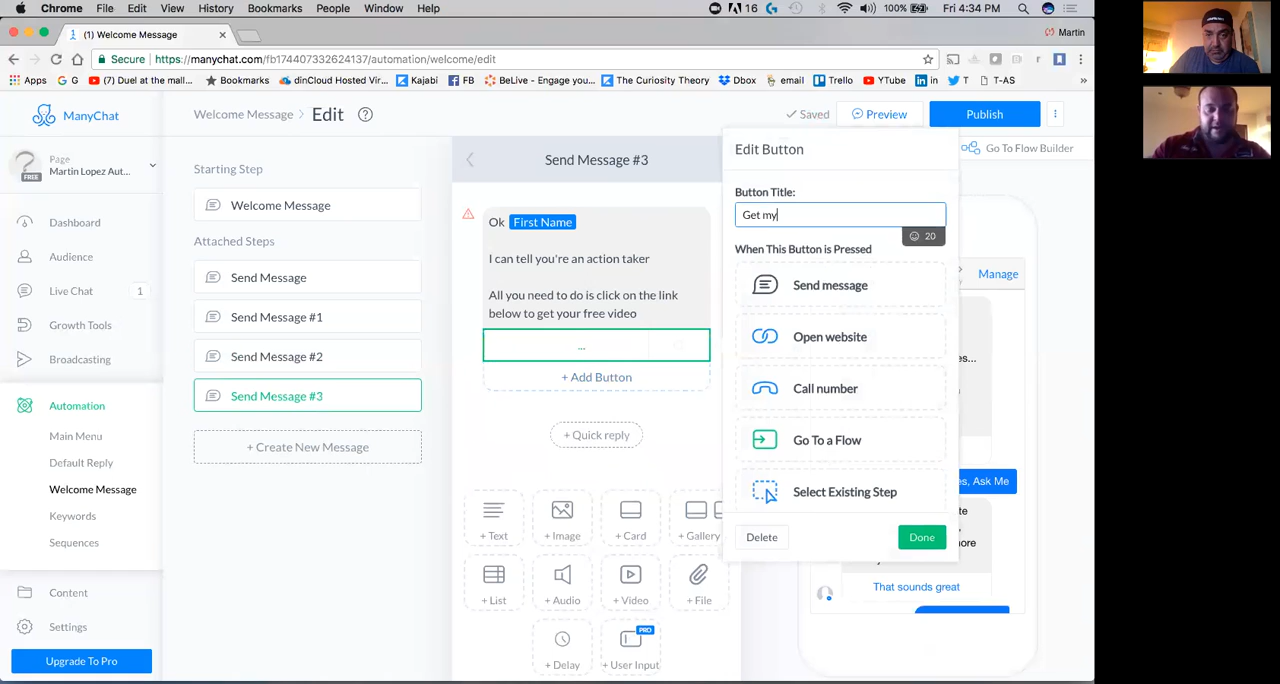 Chrome File Edit View History Bookmarks People Window Help
16 100% Fri 4:34 PM
(1) Welcome Message
Martin
Secure https://manychat.com/fb174407332624137/automation/welcome/edit
Apps G YouTube (7) Duel at the mall... Bookmarks dinCloud Hosted Vir... Kajabi FB BeLive - Engage you... The Curiosity Theory Dbox email Trello YTube in T T-AS »
ManyChat
Welcome Message > Edit
Saved
Preview
Publish
Page
Martin Lopez Aut...
FREE
Dashboard
Audience
Live Chat 1
Growth Tools
Broadcasting
Automation
Main Menu
Default Reply
Welcome Message
Keywords
Sequences
Content
Settings
Upgrade To Pro
Starting Step
Welcome Message
Attached Steps
Send Message
Send Message #1
Send Message #2
Send Message #3
+ Create New Message
Send Message #3
Ok First Name
I can tell you're an action taker
All you need to do is click on the link
below to get your free video
...
+ Add Button
+ Quick reply
+ Text + Image + Card + Gallery
+ List + Audio + Video + File
PRO
+ Delay + User Input
Edit Button
Button Title:
Get my
20
When This Button is Pressed
Send message
Open website
Call number
Go To a Flow
Select Existing Step
Delete Done
Go To Flow Builder
Manage
es...
es, Ask Me
te
on,
ore
That sounds great